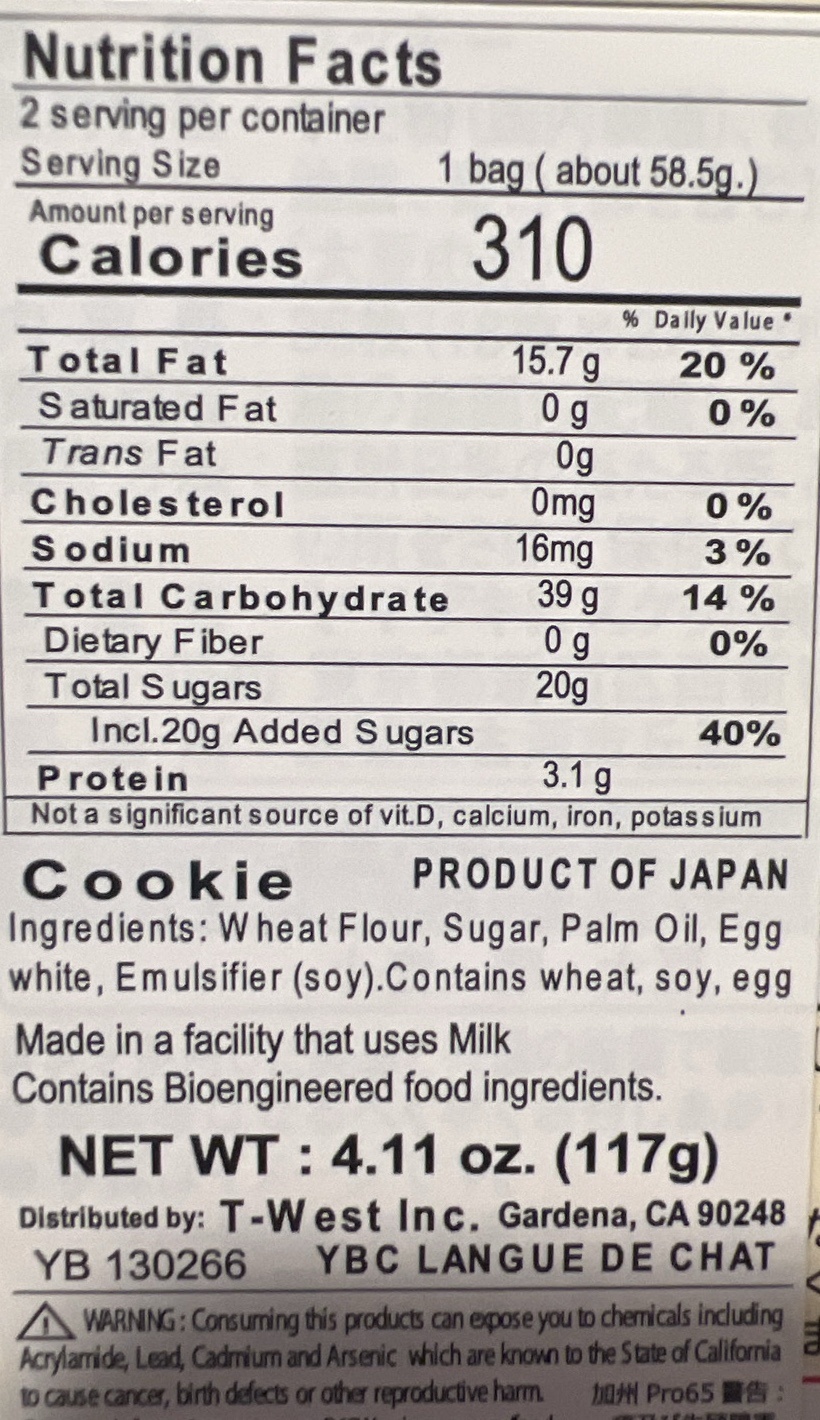 Nutrition Facts
2 serving per container
Serving Size 1 bag ( about 58.5g.)
Amount per serving
Calories 310
% Daily Value *
Total Fat 15.7 g 20 %
Saturated Fat 0 g 0 %
Trans Fat 0g
Cholesterol 0mg 0 %
Sodium 16mg 3 %
Total Carbohydrate 39 g 14 %
Dietary Fiber 0 g 0%
Total Sugars 20g
Incl.20g Added Sugars 40%
Protein 3.1 g
Not a significant source of vit.D, calcium, iron, potassium
Cookie PRODUCT OF JAPAN
Ingredients: Wheat Flour, Sugar, Palm Oil, Egg
white, Emulsifier (soy).Contains wheat, soy, egg
Made in a facility that uses Milk
Contains Bioengineered food ingredients.
NET WT : 4.11 oz. (117g)
Distributed by: T-West Inc. Gardena, CA 90248
YB 130266 YBC LANGUE DE CHAT
WARNING : Consuming this products can expose you to chemicals including
Acrylamide, Lead, Cadmium and Arsenic which are known to the State of California
to cause cancer, birth defects or other reproductive harm. 加州 Pro65 警告 :